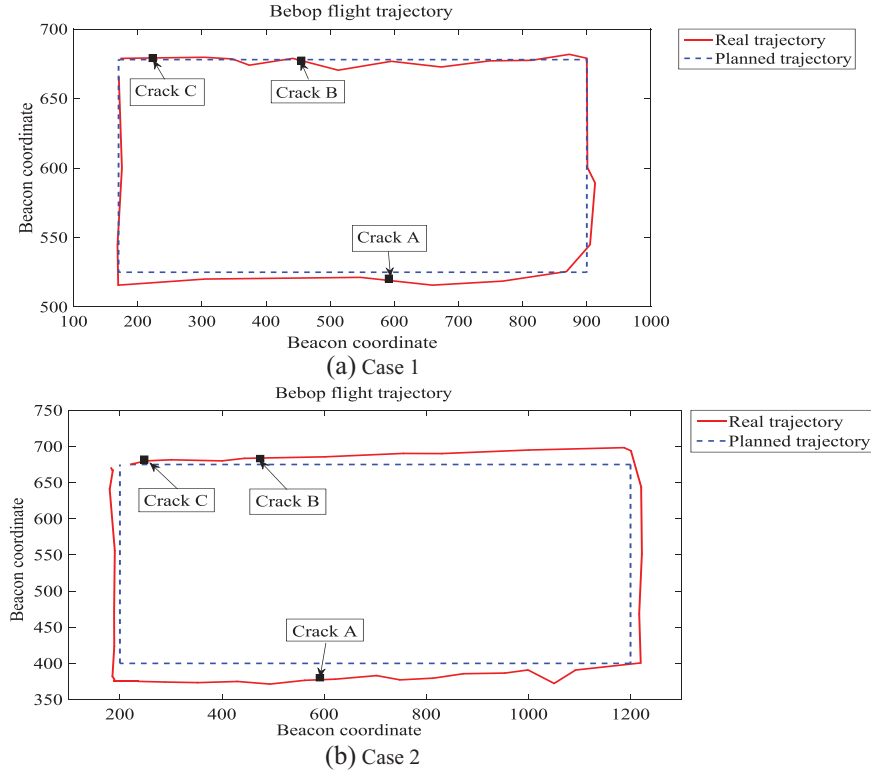 Bebop flight trajectory
700
650
600
550
500
Beacon coordinate
Crack C
Crack B
Crack A
Real trajectory
Planned trajectory
100 200 300 400 500 600 700 800 900 1000
Beacon coordinate
(a) Case 1
Bebop flight trajectory
750
700
650
600
550
500
450
400
350
Beacon coordinate
Crack C
Crack B
Crack A
Real trajectory
Planned trajectory
200 400 600 800 1000 1200
Beacon coordinate
(b) Case 2